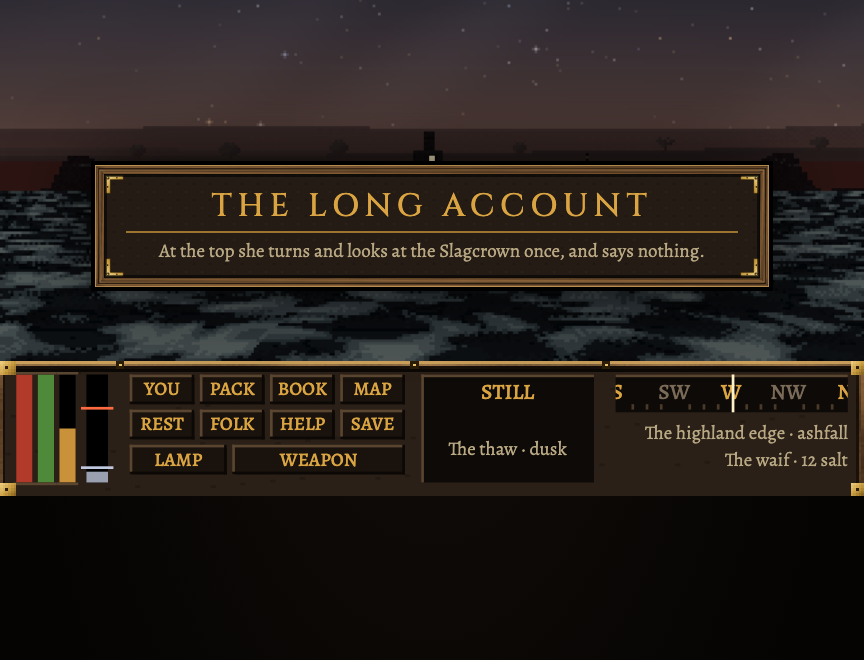 THE LONG ACCOUNT
At the top she turns and looks at the Slagcrown once, and says nothing.
YOU PACK BOOK MAP
REST FOLK HELP SAVE
LAMP WEAPON
STILL
The thaw · dusk
S SW W NW N
The highland edge · ashfall
The waif · 12 salt